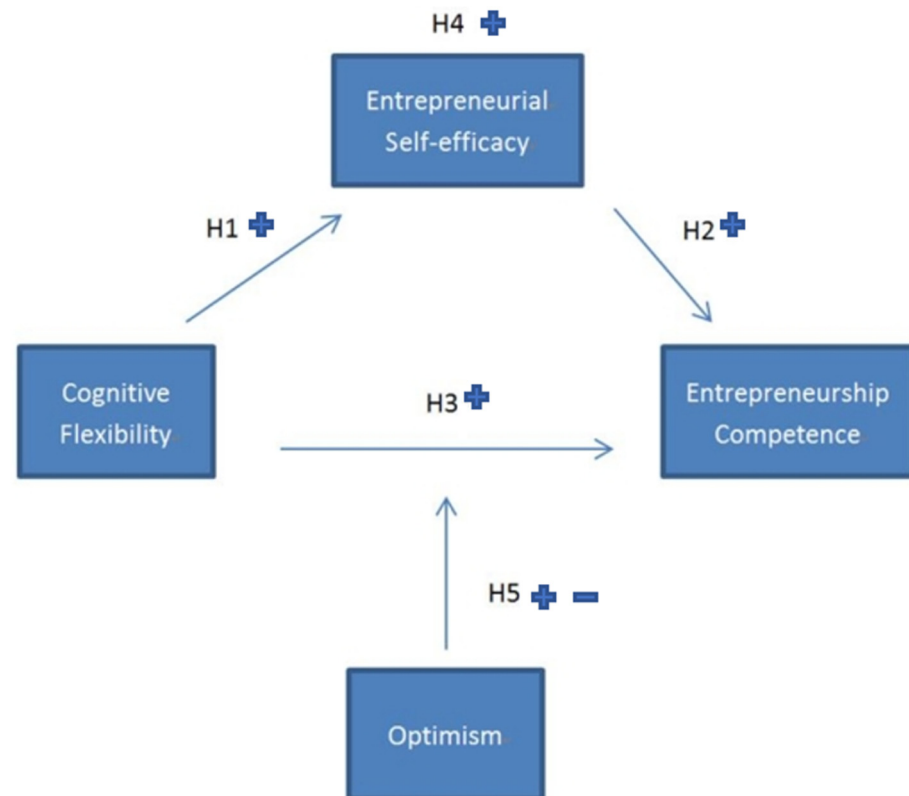 H4
Entrepreneurial
Self-efficacy
H1
H2
Cognitive
Flexibility
H3
Entrepreneurship
Competence
H5
Optimism